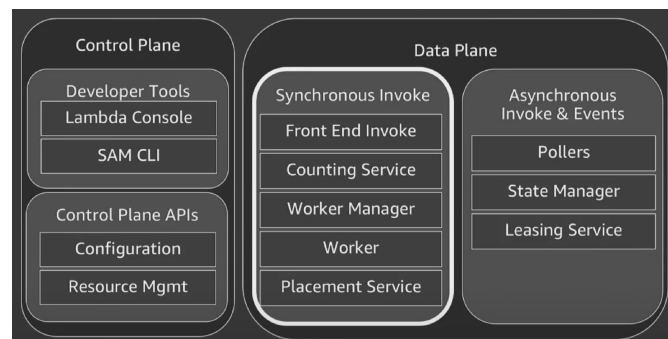 Control Plane
Developer Tools
Lambda Console
SAM CLI
Control Plane APIs
Configuration
Resource Mgmt
Data Plane
Synchronous Invoke
Front End Invoke
Counting Service
Worker Manager
Worker
Placement Service
Asynchronous
Invoke & Events
Pollers
State Manager
Leasing Service